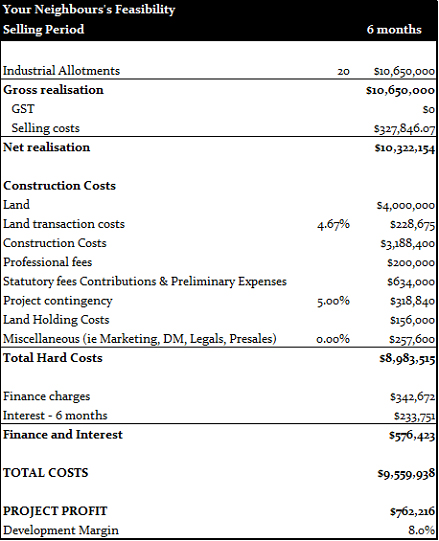 Your Neighbours's Feasibility
Selling Period 6 months
Industrial Allotments 20 $10,650,000
Gross realisation $10,650,000
GST $0
Selling costs $327,846.07
Net realisation $10,322,154
Construction Costs
Land $4,000,000
Land transaction costs 4.67% $228,675
Construction Costs $3,188,400
Professional fees $200,000
Statutory fees Contributions & Preliminary Expenses $634,000
Project contingency 5.00% $318,840
Land Holding Costs $156,000
Miscellaneous (ie Marketing, DM, Legals, Presales) 0.00% $257,600
Total Hard Costs $8,983,515
Finance charges $342,672
Interest - 6 months $233,751
Finance and Interest $576,423
TOTAL COSTS $9,559,938
PROJECT PROFIT $762,216
Development Margin 8.0%